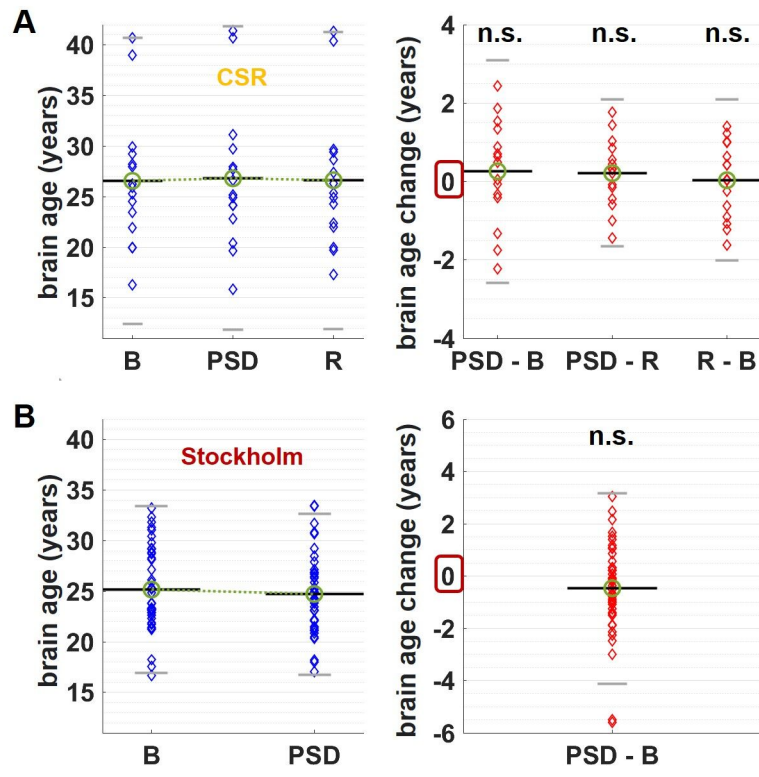 A
brain age (years)
40
35
30
25
20
15
CSR
B
PSD
R
brain age change (years)
4
2
0
-2
-4
n.s.
n.s.
n.s.
PSD - B
PSD - R
R - B
B
brain age (years)
40
35
30
25
20
15
Stockholm
B
PSD
brain age change (years)
6
4
2
0
-2
-4
-6
n.s.
PSD - B